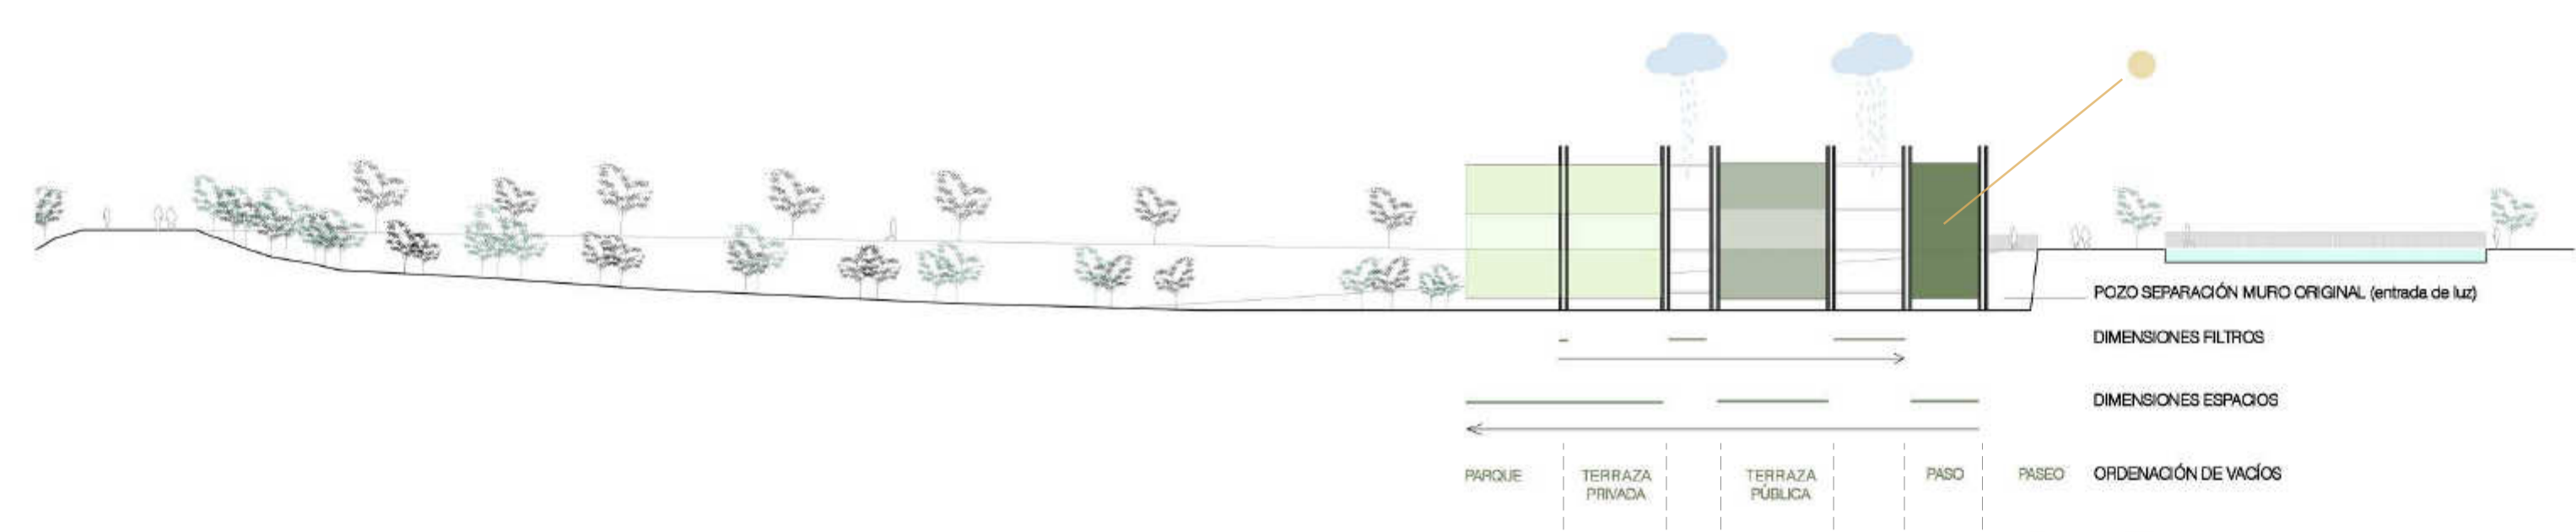 POZO SEPARACIÓN MURO ORIGINAL (entrada de luz)
DIMENSIONES FILTROS
DIMENSIONES ESPACIOS
PARQUE
TERRAZA
PRIVADA
TERRAZA
PÚBLICA
PASO
PASEO
ORDENACIÓN DE VACÍOS